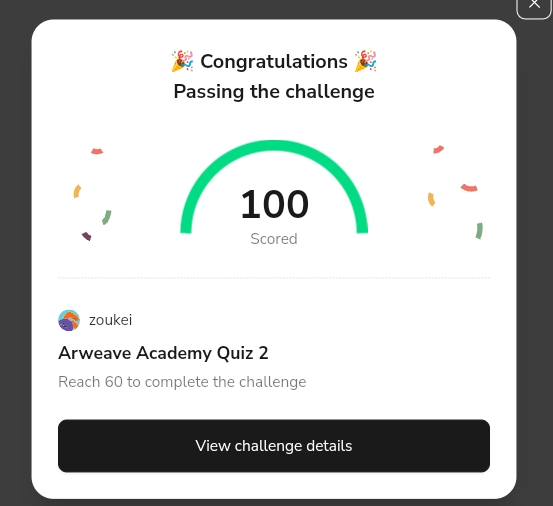 🎉 Congratulations 🎉
Passing the challenge
100
Scored
zoukei
Arweave Academy Quiz 2
Reach 60 to complete the challenge
View challenge details